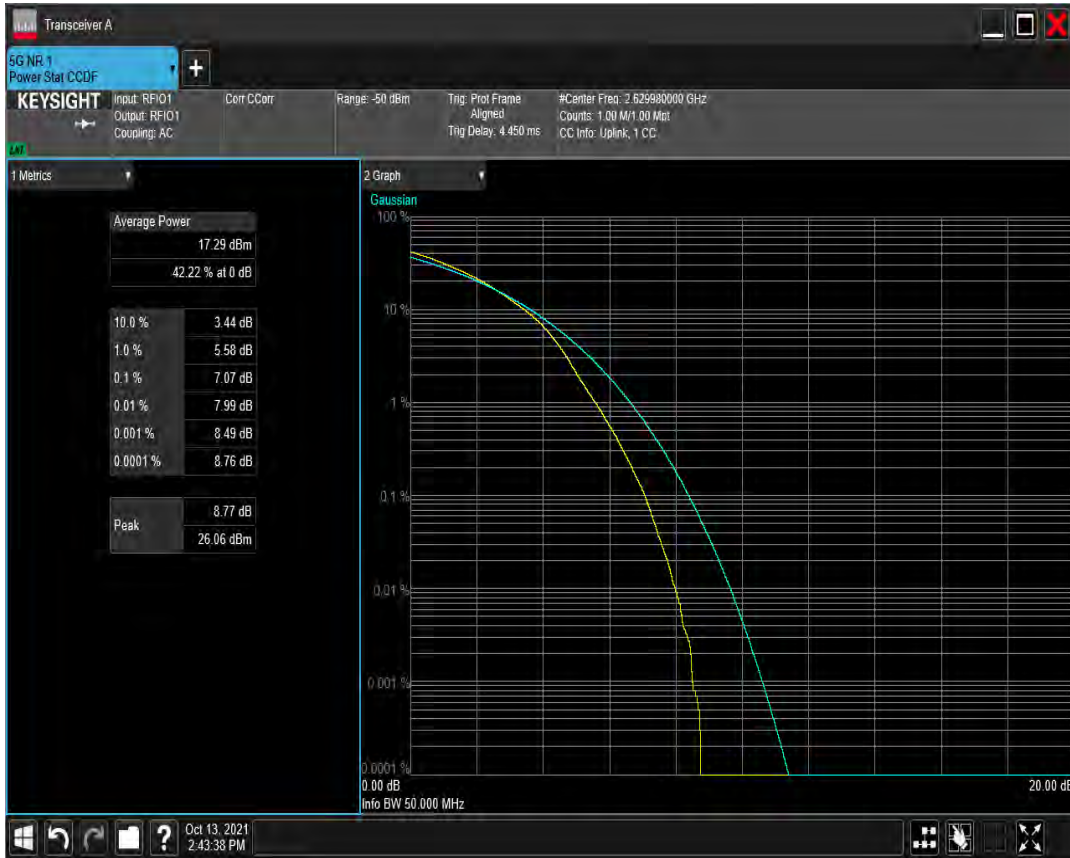 Transceiver A
5G NR 1
Power Stat CCDF
+
KEYSIGHT
Input: RFIO1
Output: RFIO1
Coupling: AC
Corr CCorr
Range: -50 dBm
Trig: Prot Frame
Aligned
Trig Delay: 4.450 ms
#Center Freq: 2.629980000 GHz
Counts: 1.00 M/1.00 Mpt
CC Info: Uplink, 1 CC
1 Metrics
Average Power
17.29 dBm
42.22 % at 0 dB
10.0 % 3.44 dB
1.0 % 5.58 dB
0.1 % 7.07 dB
0.01 % 7.99 dB
0.001 % 8.49 dB
0.0001 % 8.76 dB
Peak
8.77 dB
26.06 dBm
2 Graph
Gaussian
100 %
10 %
1 %
0.1 %
0.01 %
0.001 %
0.0001 %
0.00 dB 20.00 dB
Info BW 50.000 MHz
?
Oct 13, 2021
2:43:38 PM